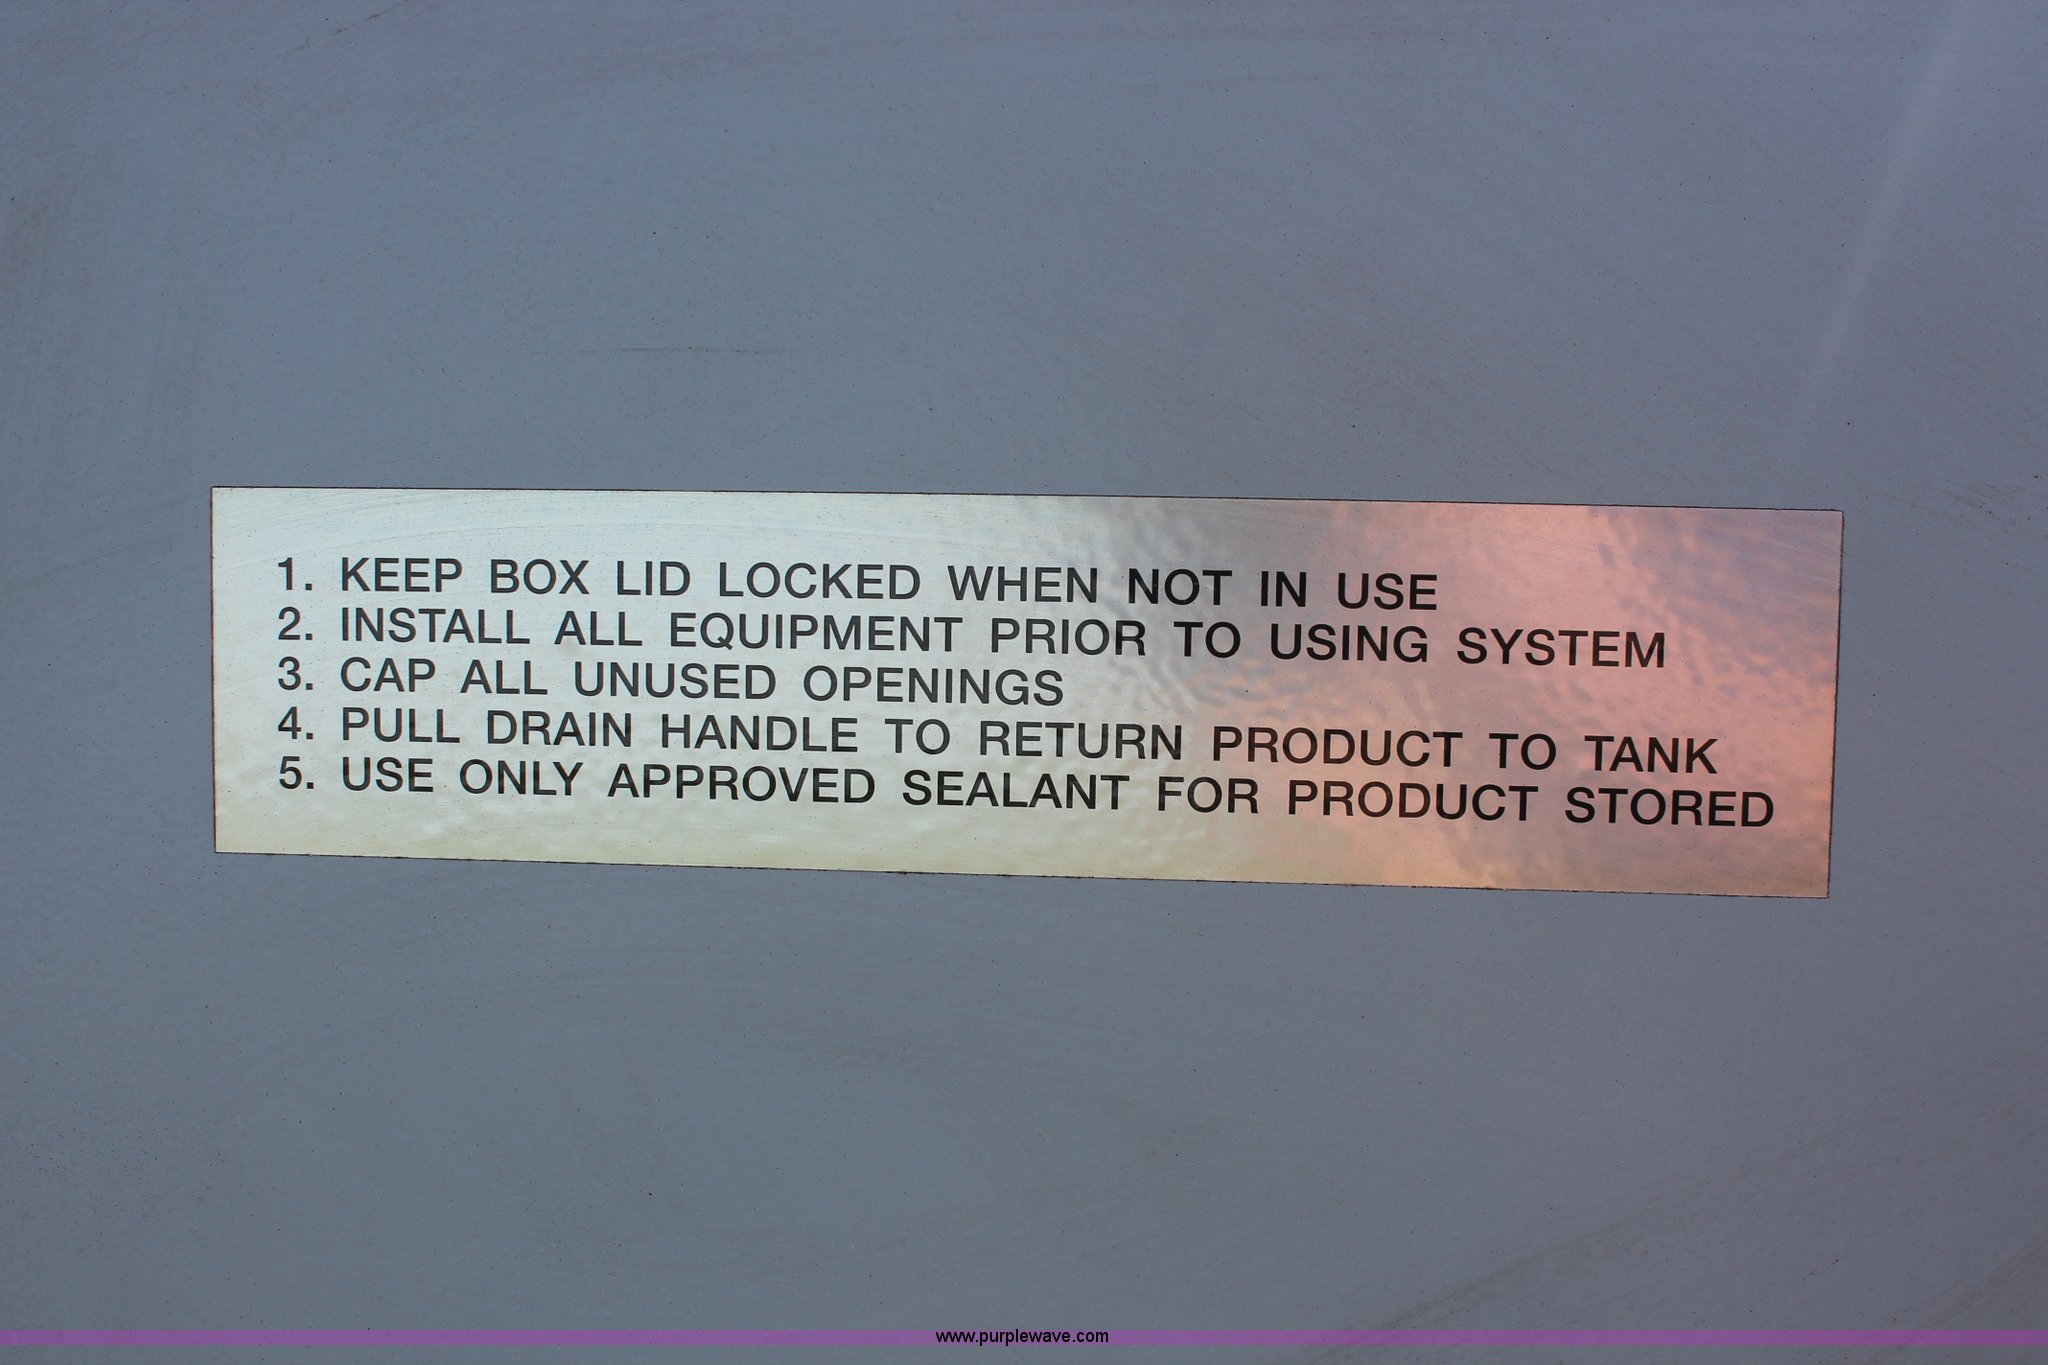 1. KEEP BOX LID LOCKED WHEN NOT IN USE
2. INSTALL ALL EQUIPMENT PRIOR TO USING SYSTEM
3. CAP ALL UNUSED OPENINGS
4. PULL DRAIN HANDLE TO RETURN PRODUCT TO TANK
5. USE ONLY APPROVED SEALANT FOR PRODUCT STORED
www.purplewave.com